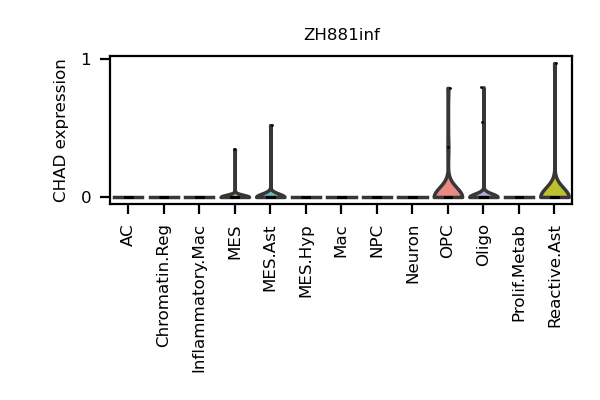 ZH881inf
CHAD expression
1
0
AC
Chromatin.Reg
Inflammatory.Mac
MES
MES.Ast
MES.Hyp
Mac
NPC
Neuron
OPC
Oligo
Prolif.Metab
Reactive.Ast